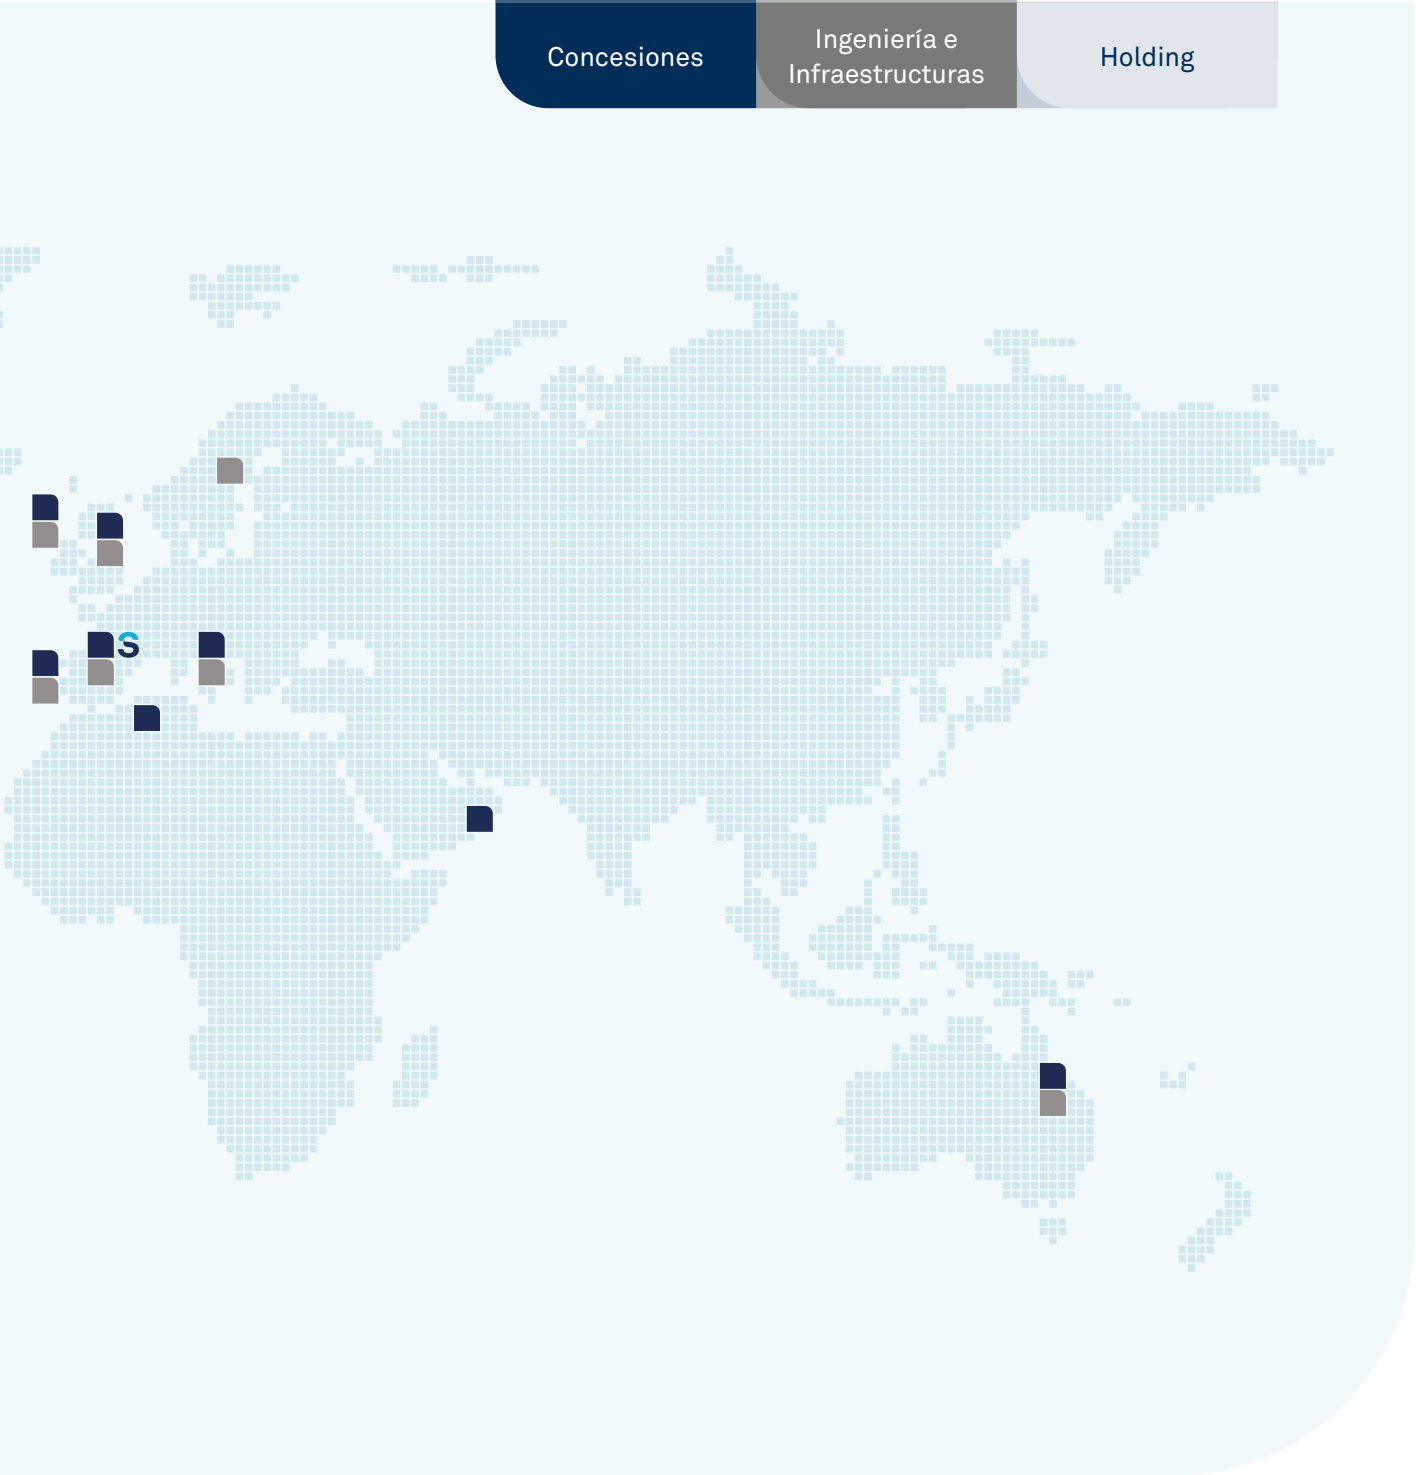 Concesiones
Ingeniería e
Infraestructuras
Holding
S